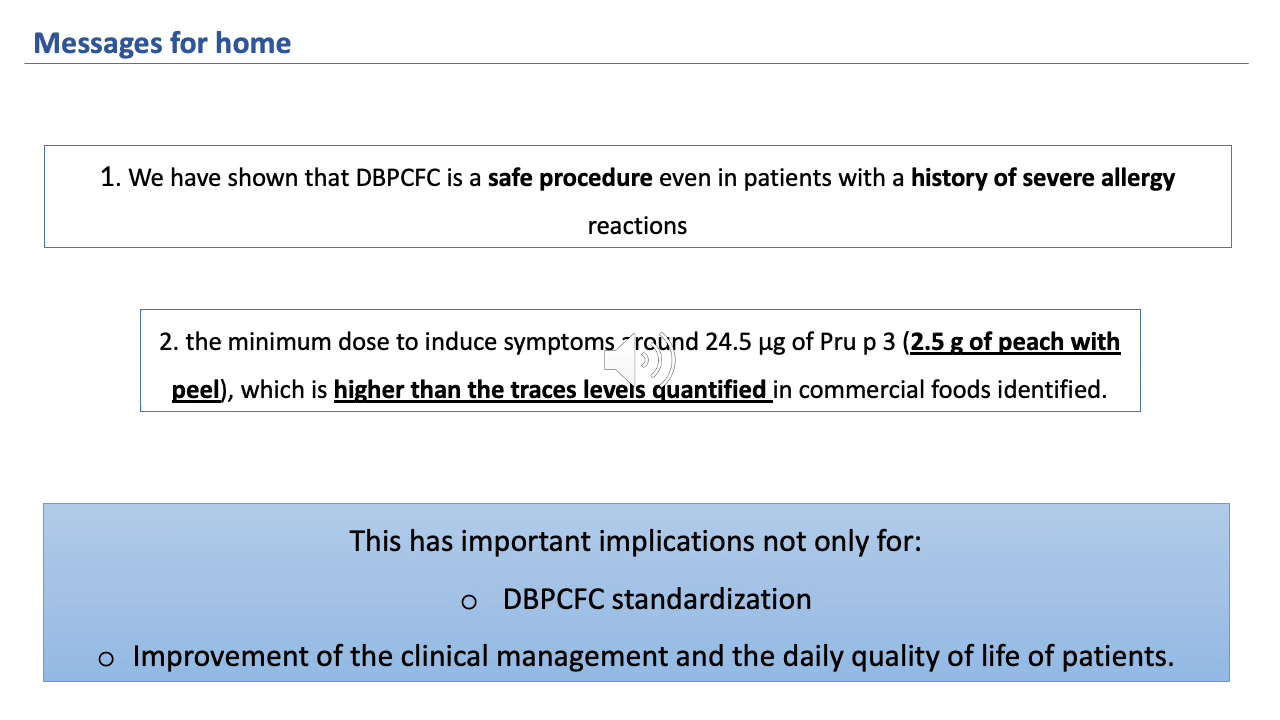 Messages for home
1. We have shown that DBPCFC is a safe procedure even in patients with a history of severe allergy
reactions
2. the minimum dose to induce symptoms around 24.5 µg of Pru p 3 (2.5 g of peach with
peel), which is higher than the traces levels quantified in commercial foods identified.
This has important implications not only for:
o DBPCFC standardization
o Improvement of the clinical management and the daily quality of life of patients.